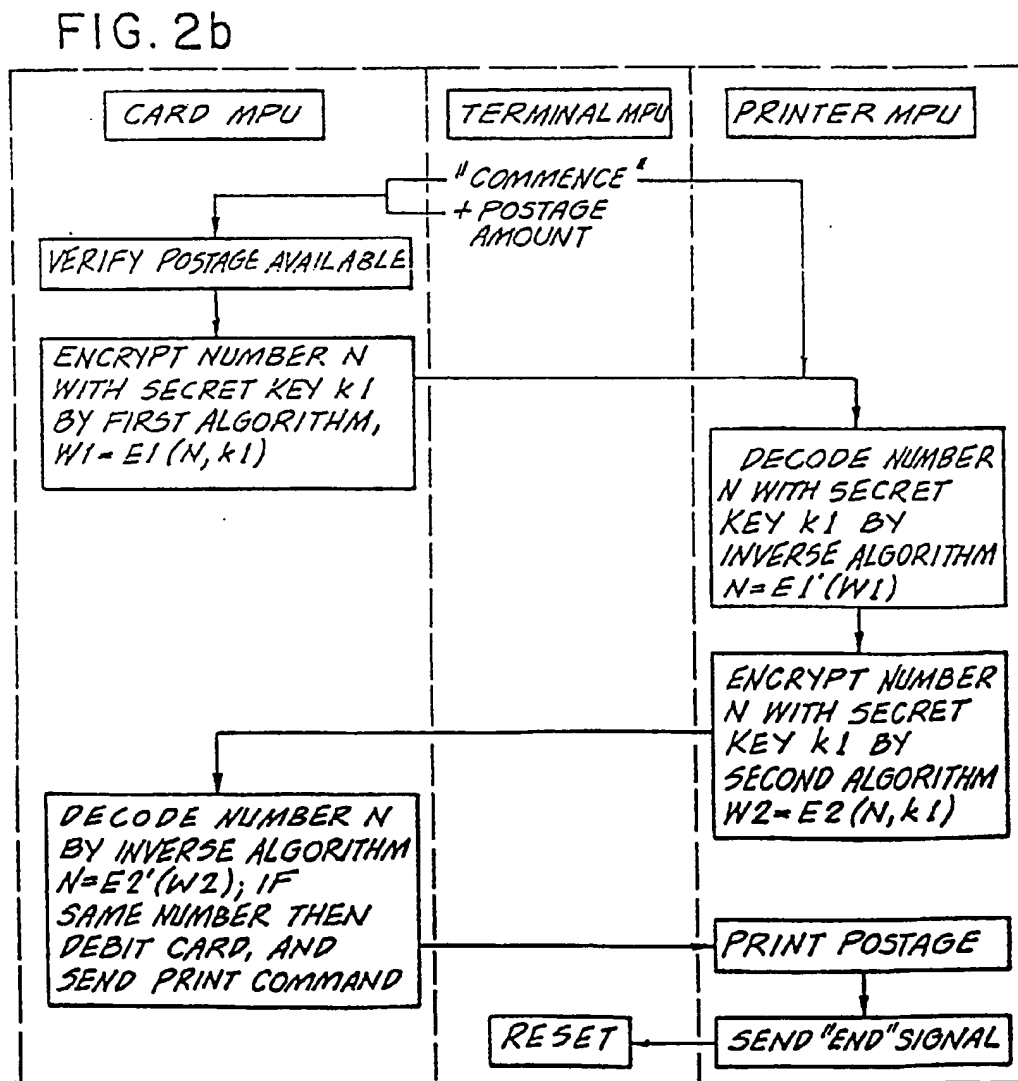 FIG. 2b
CARD MPU
TERMINAL MPU
PRINTER MPU
"COMMENCE"
+ POSTAGE
AMOUNT
VERIFY POSTAGE AVAILABLE
ENCRYPT NUMBER N
WITH SECRET KEY k1
BY FIRST ALGORITHM,
W1=E1(N,k1)
DECODE NUMBER
N WITH SECRET
KEY k1 BY
INVERSE ALGORITHM
N=E1'(W1)
ENCRYPT NUMBER
N WITH SECRET
KEY k1 BY
SECOND ALGORITHM
W2=E2(N,k1)
DECODE NUMBER N
BY INVERSE ALGORITHM
N=E2'(W2); IF
SAME NUMBER THEN
DEBIT CARD, AND
SEND PRINT COMMAND
PRINT POSTAGE
SEND "END" SIGNAL
RESET